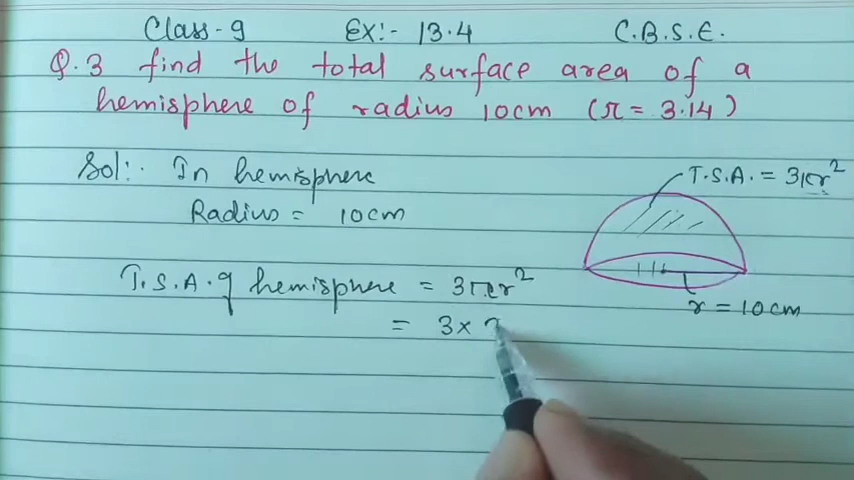 Class-9 Ex:- 13.4 C.B.S.E.
Q.3 find the total surface area of a
hemisphere of radius 10cm (π = 3.14)
Sol:- In hemisphere
Radius = 10cm
T.S.A. = 3πr²
T.S.A. of hemisphere = 3πr²
r = 10cm
= 3×